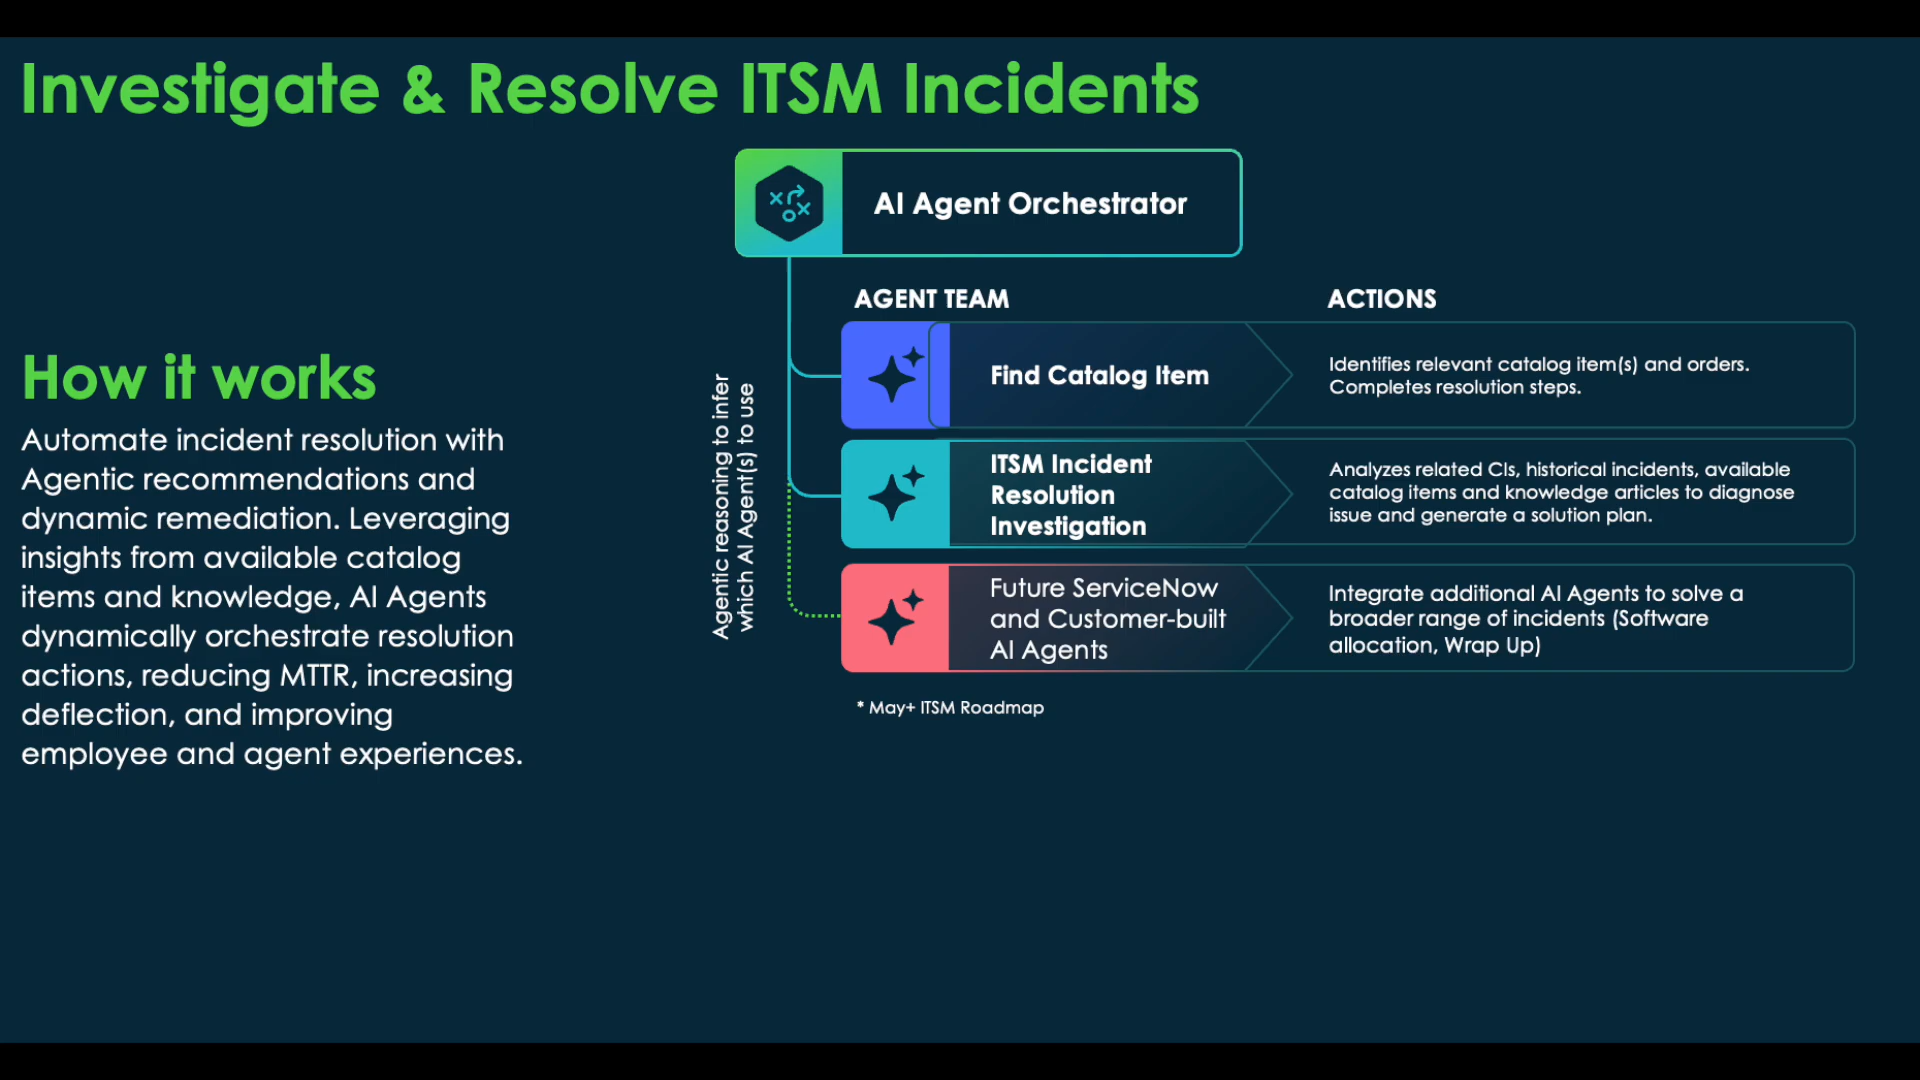 Investigate & Resolve ITSM Incidents
AI Agent Orchestrator
How it works
Automate incident resolution with
Agentic recommendations and
dynamic remediation. Leveraging
insights from available catalog
items and knowledge, AI Agents
dynamically orchestrate resolution
actions, reducing MTTR, increasing
deflection, and improving
employee and agent experiences.
Agentic reasoning to infer
which AI Agent(s) to use
AGENT TEAM
ACTIONS
Find Catalog Item
Identifies relevant catalog item(s) and orders.
Completes resolution steps.
ITSM Incident
Resolution
Investigation
Analyzes related CIs, historical incidents, available
catalog items and knowledge articles to diagnose
issue and generate a solution plan.
Future ServiceNow
and Customer-built
AI Agents
Integrate additional AI Agents to solve a
broader range of incidents (Software
allocation, Wrap Up)
* May+ ITSM Roadmap